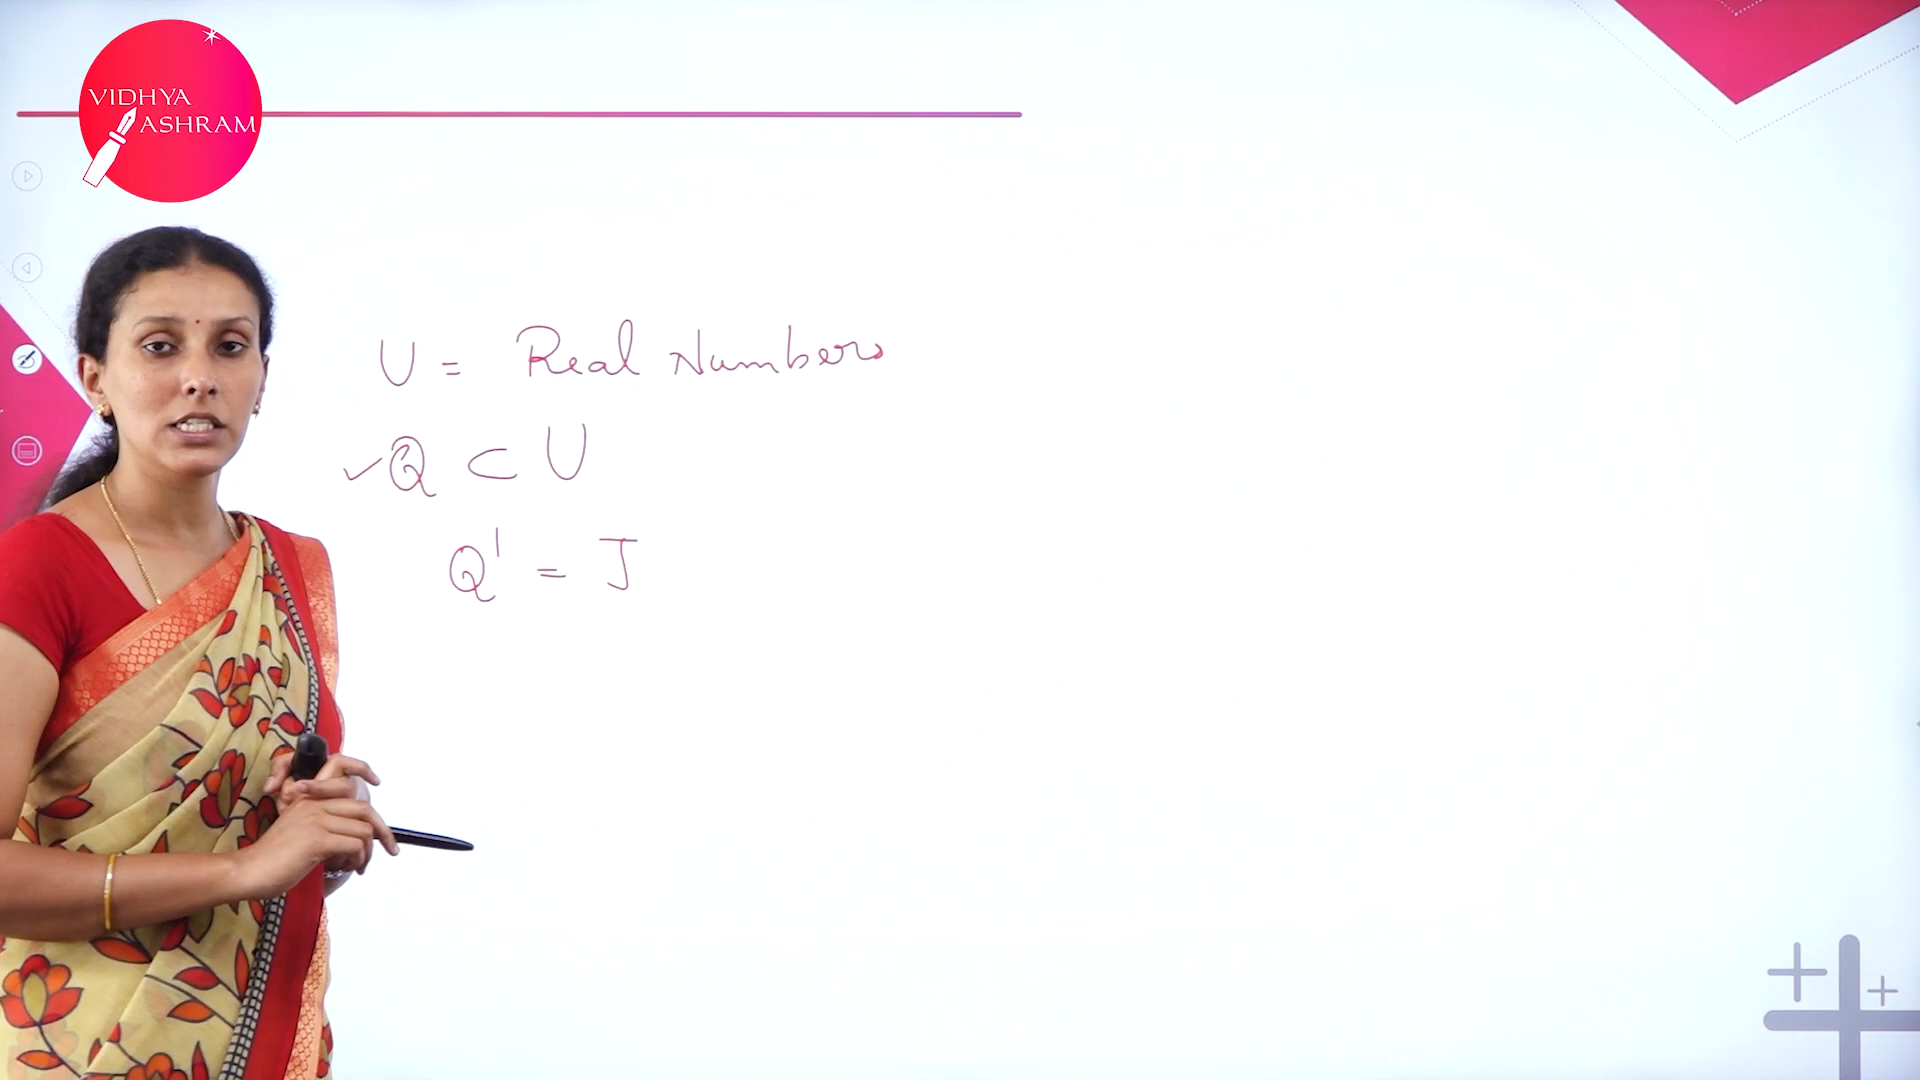 VIDHYA
ASHRAM
U = Real Numbers
✓Q ⊂ U
Q' = J